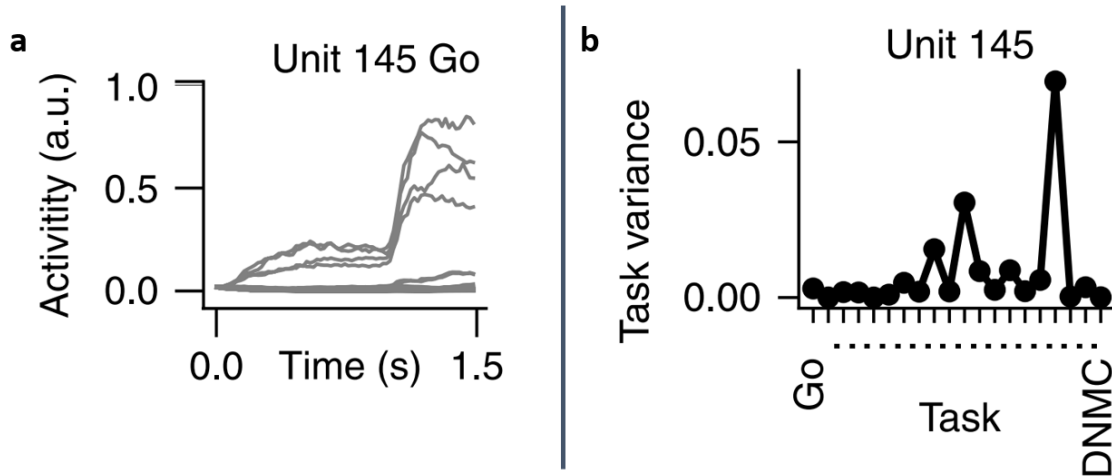 a
Unit 145 Go
Activitity (a.u.)
1.0
0.5
0.0
0.0 Time (s) 1.5
b
Unit 145
Task variance
0.05
0.00
Go
Task
DNMC